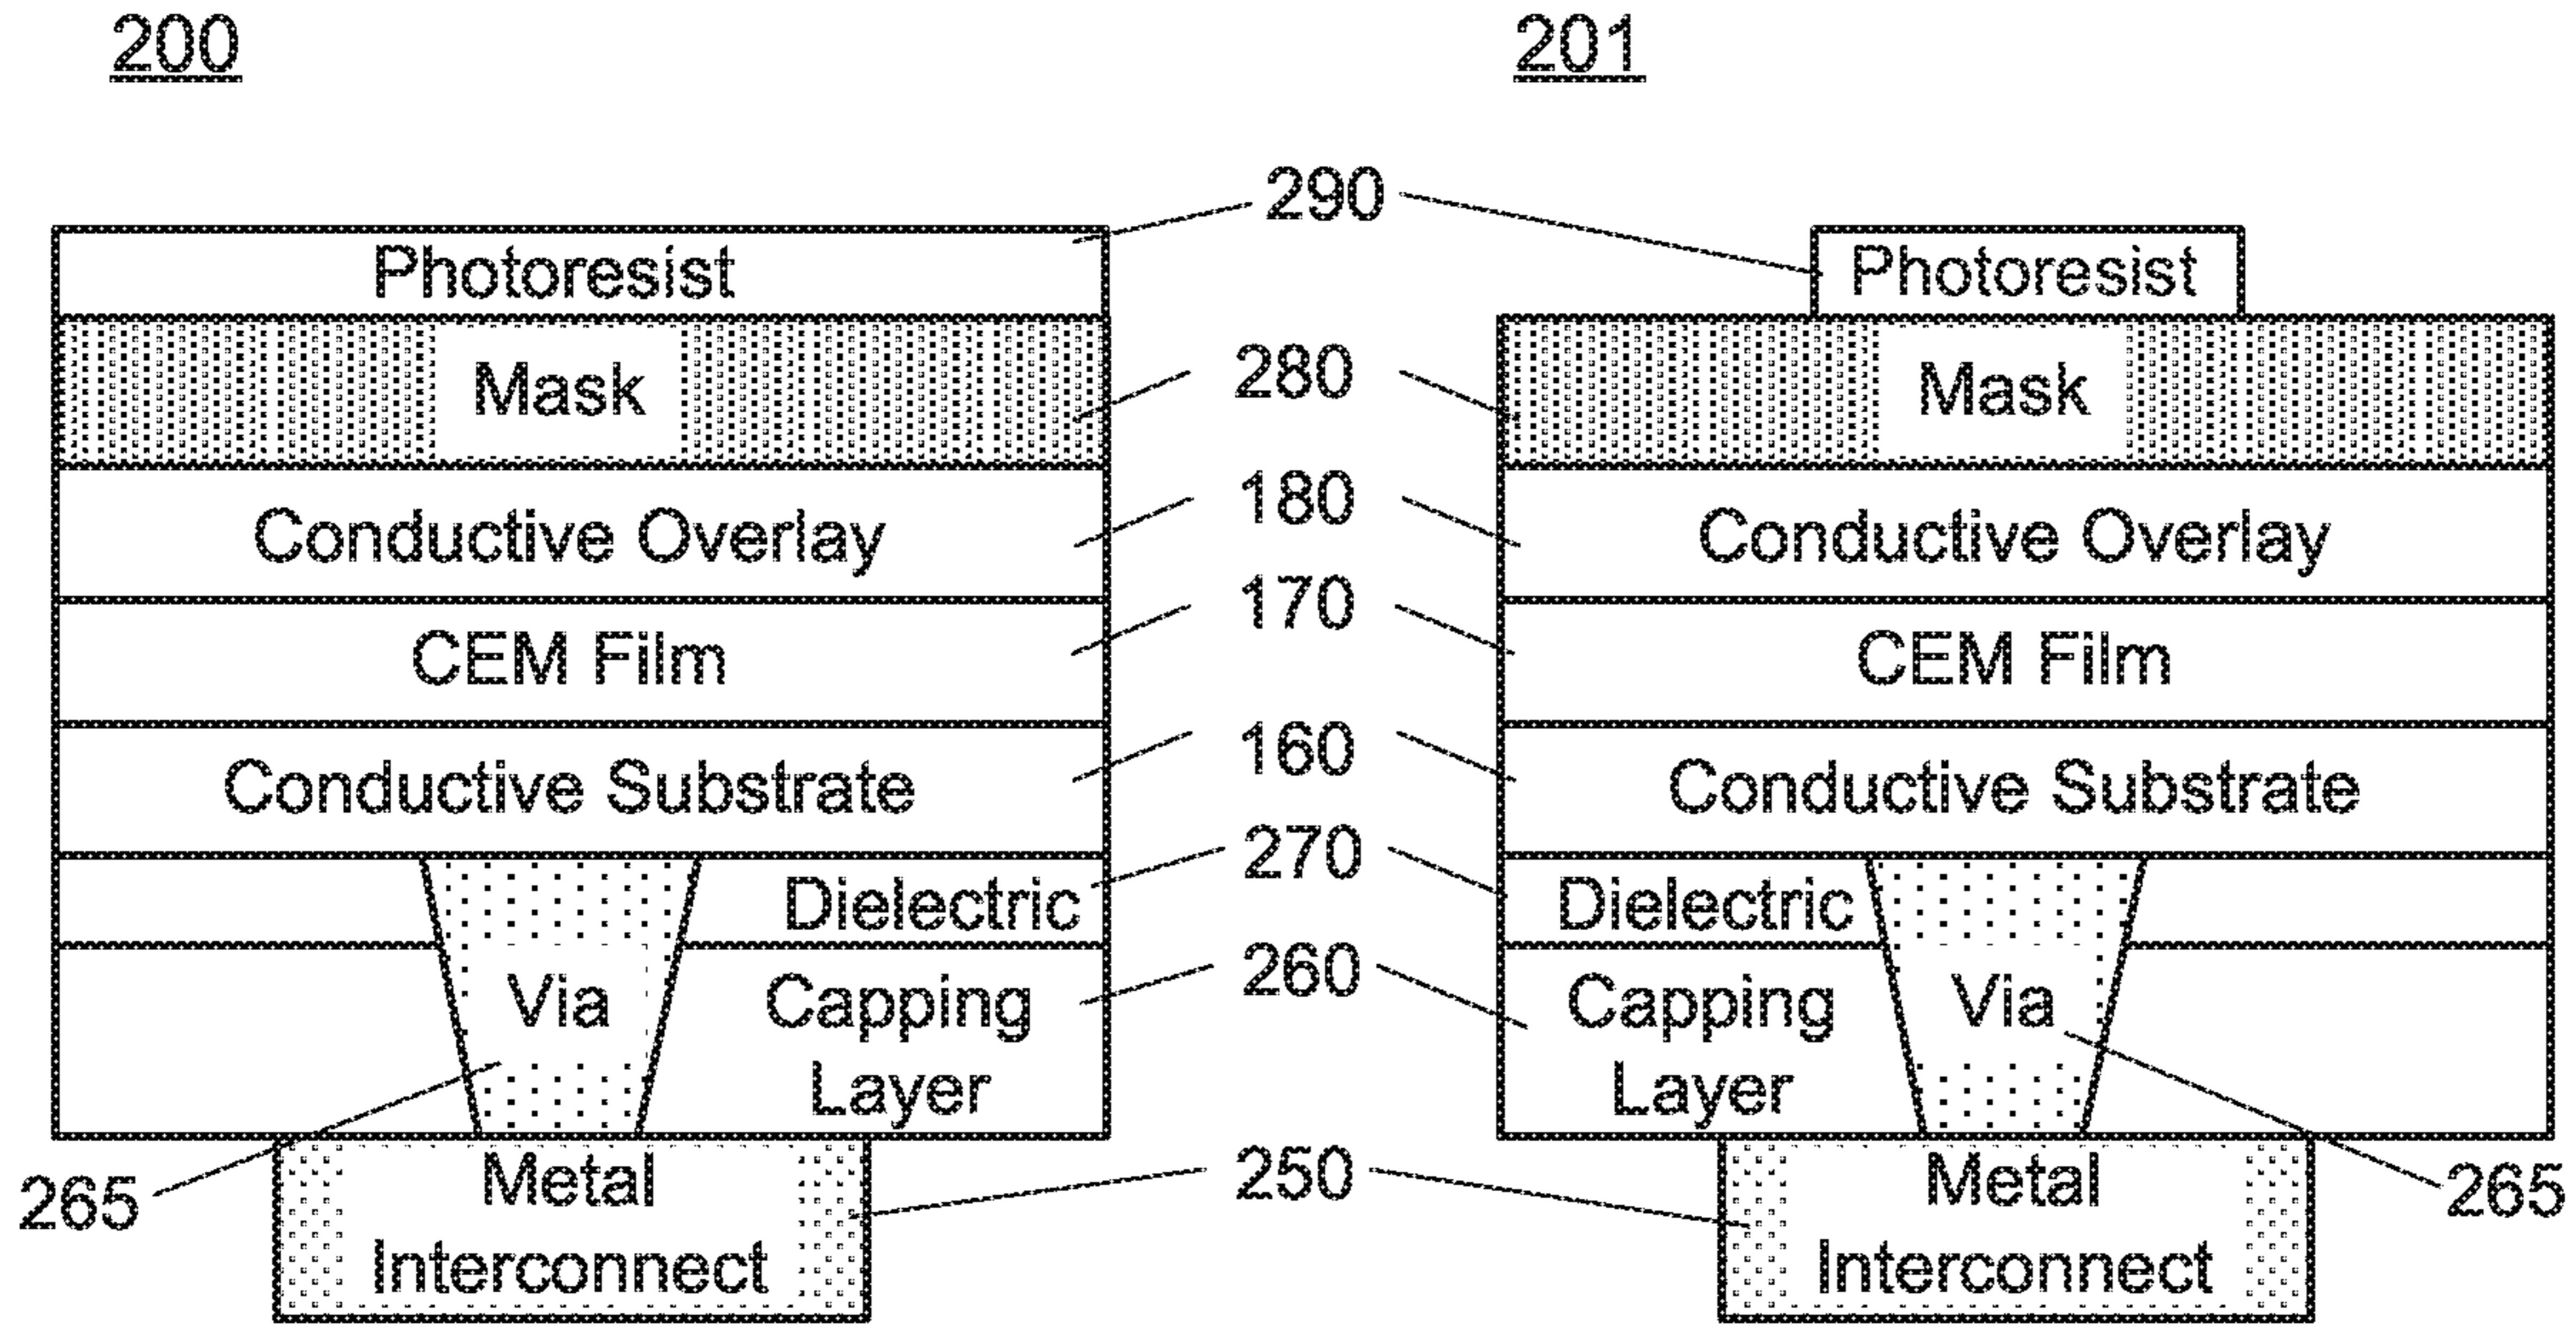 200
201
290
Photoresist
Photoresist
Mask
280
Mask
Conductive Overlay
180
Conductive Overlay
CEM Film
170
CEM Film
Conductive Substrate
160
Conductive Substrate
Dielectric
270
Dielectric
Via
Capping
Layer
260
Capping
Layer
Via
265
Metal
Interconnect
250
Metal
Interconnect
265